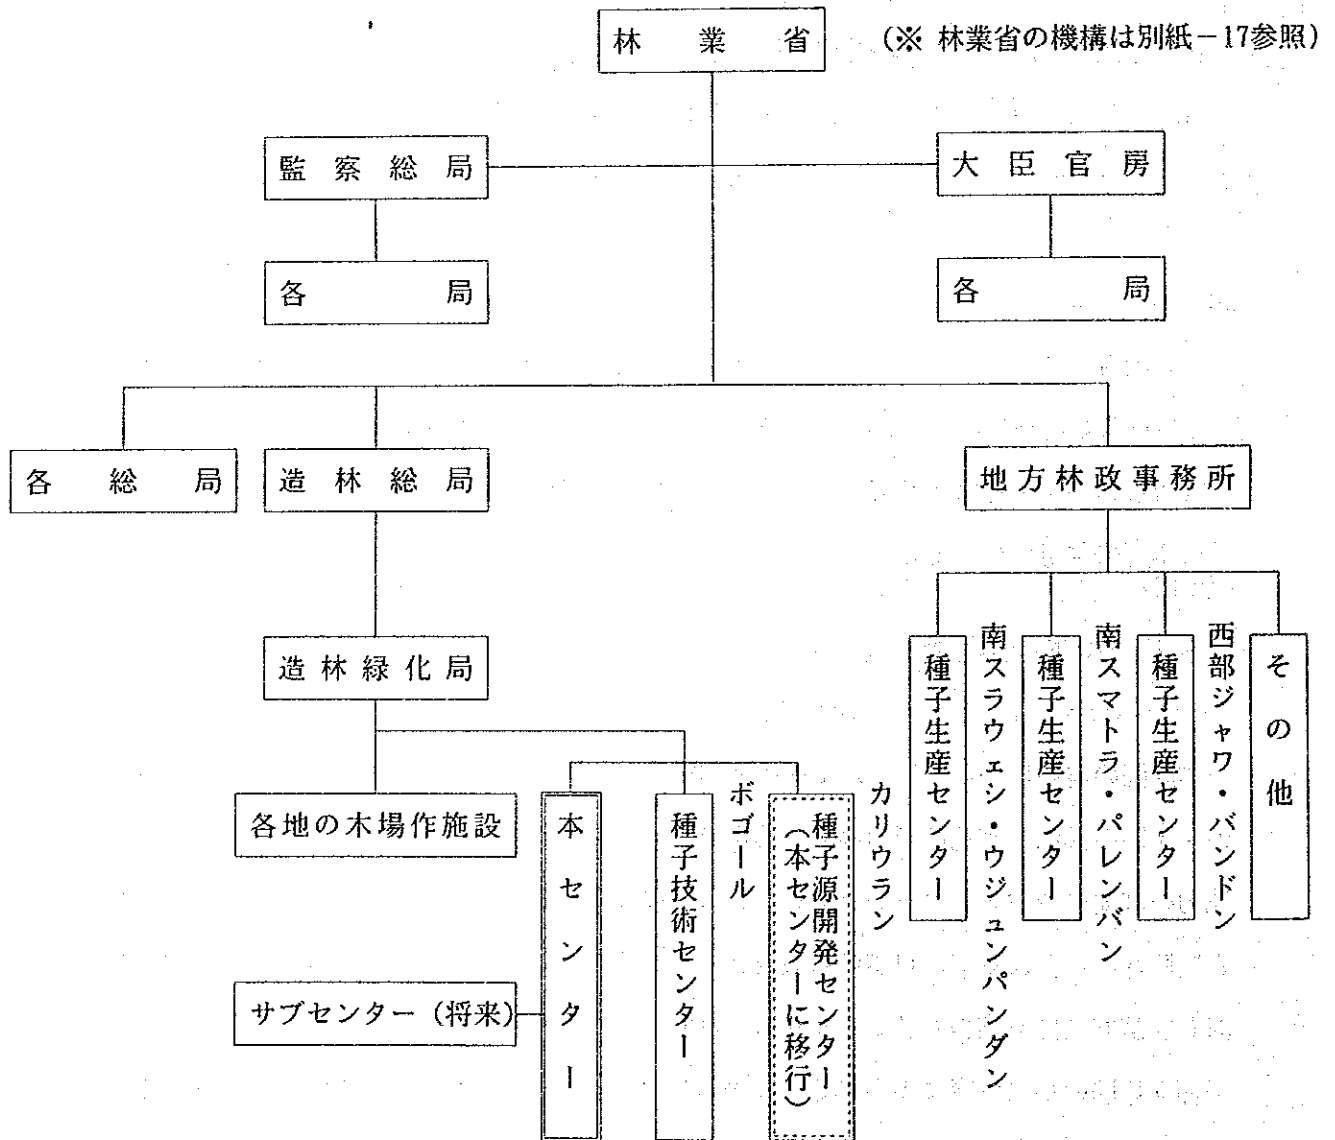 林業省
(※ 林業省の機構は別紙－17参照)
監察総局
大臣官房
各局
各局
各総局
造林総局
地方林政事務所
造林緑化局
種子生産センター
南スラウェシ・ウジュンパンダン
種子生産センター
南スマトラ・パレンバン
種子生産センター
西部ジャワ・バンドン
その他
各地の木場作施設
本センター
種子技術センター
ボゴール
種子源開発センター
(本センターに移行)
カリウラン
サブセンター (将来)